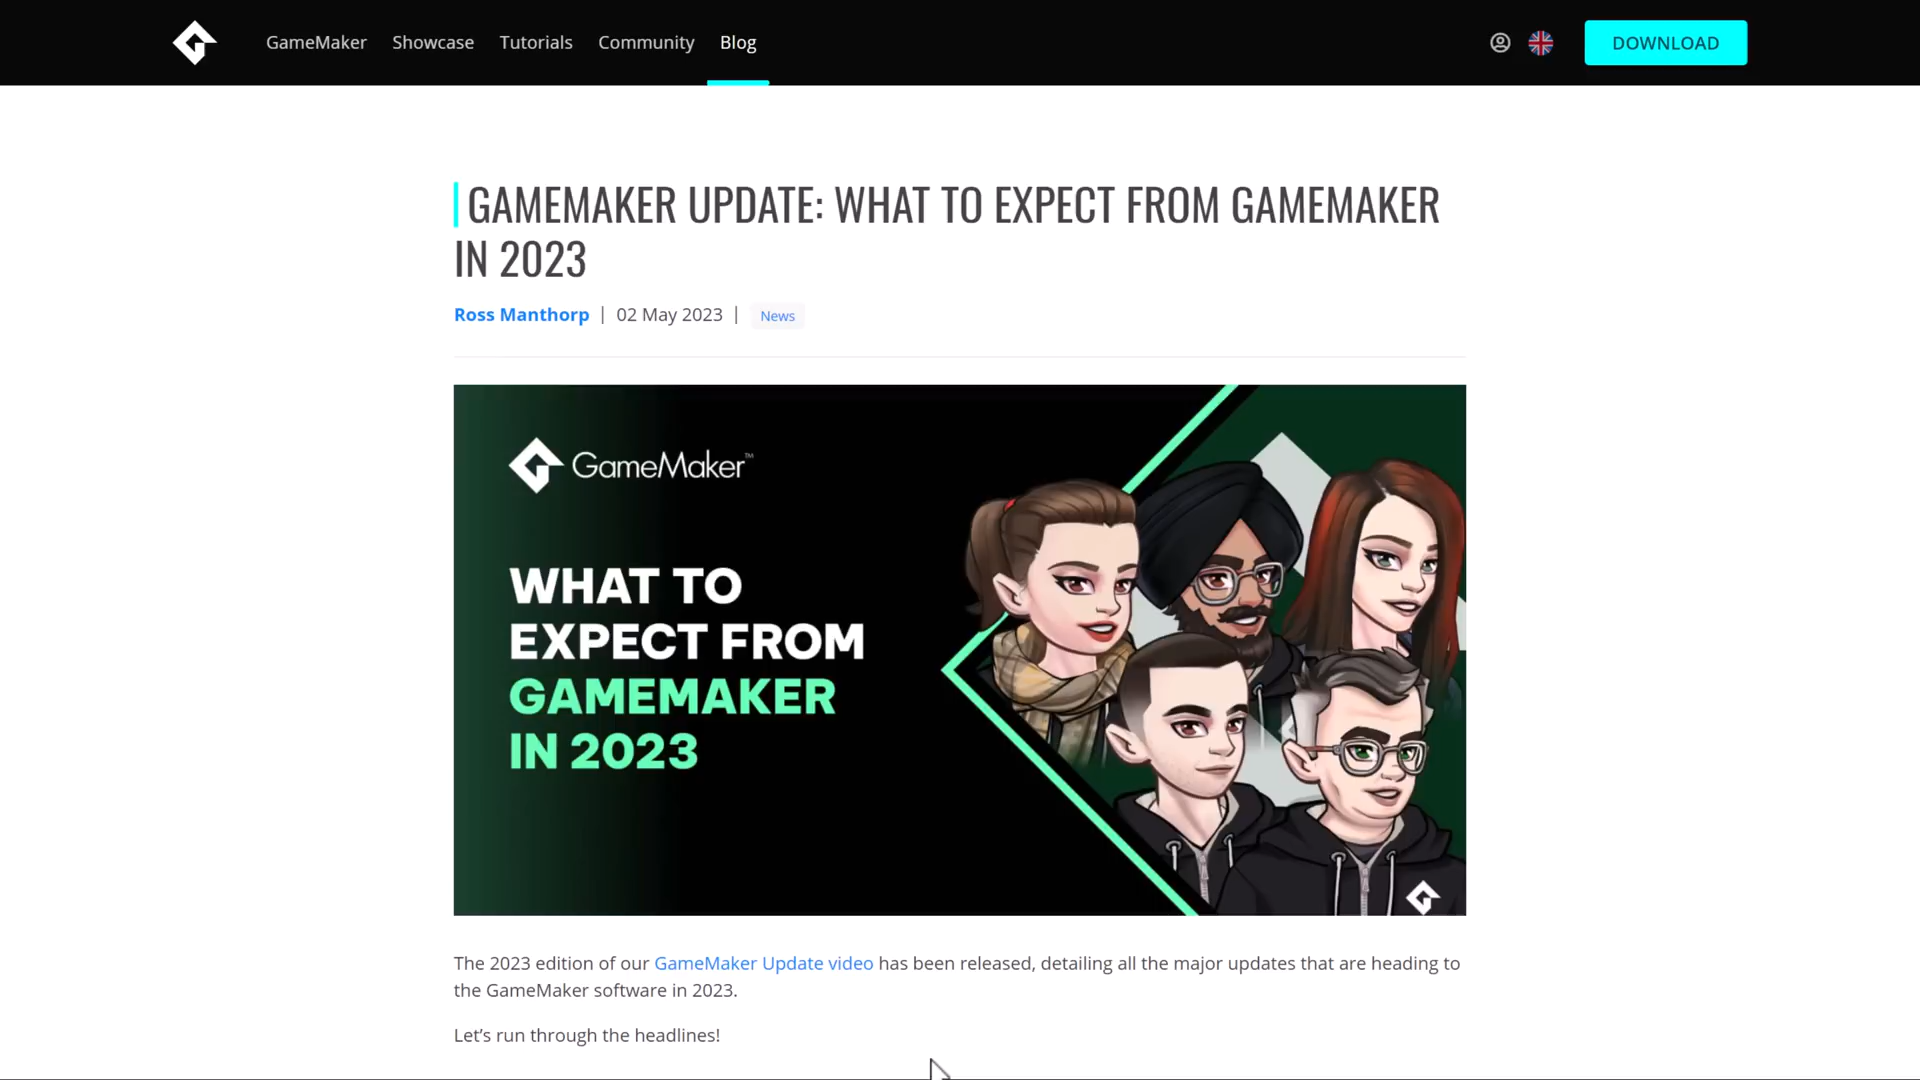 GameMaker Showcase Tutorials Community Blog DOWNLOAD
GAMEMAKER UPDATE: WHAT TO EXPECT FROM GAMEMAKER
IN 2023
Ross Manthorp | 02 May 2023 | News
GameMaker™
WHAT TO
EXPECT FROM
GAMEMAKER
IN 2023
The 2023 edition of our GameMaker Update video has been released, detailing all the major updates that are heading to
the GameMaker software in 2023.
Let’s run through the headlines!